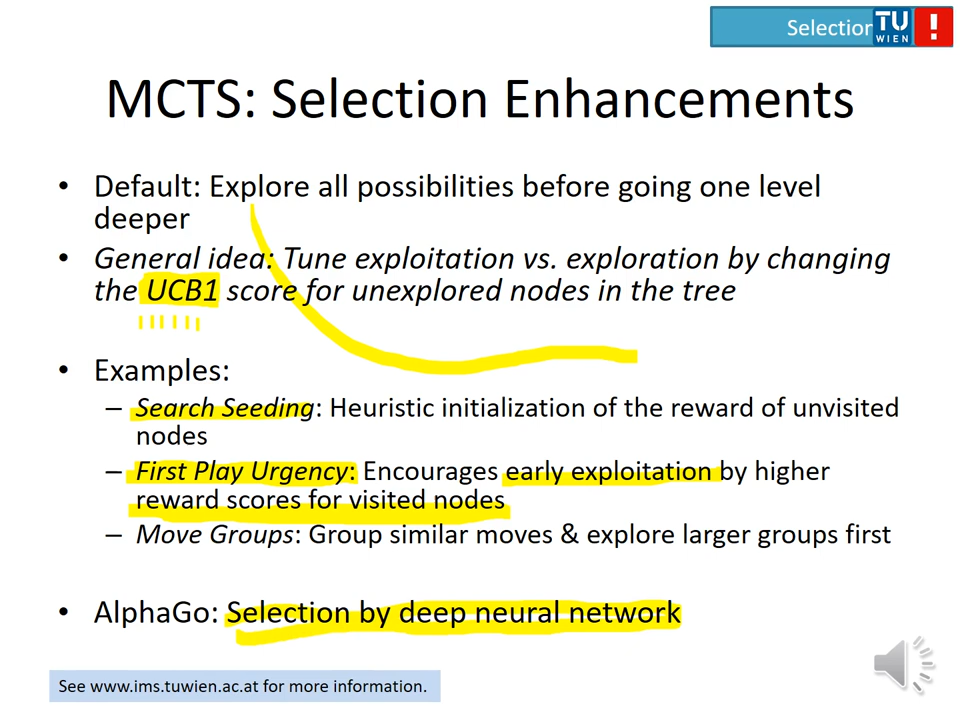 Selection
TU
WIEN
!
MCTS: Selection Enhancements
• Default: Explore all possibilities before going one level
deeper
• General idea: Tune exploitation vs. exploration by changing
the UCB1 score for unexplored nodes in the tree
• Examples:
– Search Seeding: Heuristic initialization of the reward of unvisited
nodes
– First Play Urgency: Encourages early exploitation by higher
reward scores for visited nodes
– Move Groups: Group similar moves & explore larger groups first
• AlphaGo: Selection by deep neural network
See www.ims.tuwien.ac.at for more information.